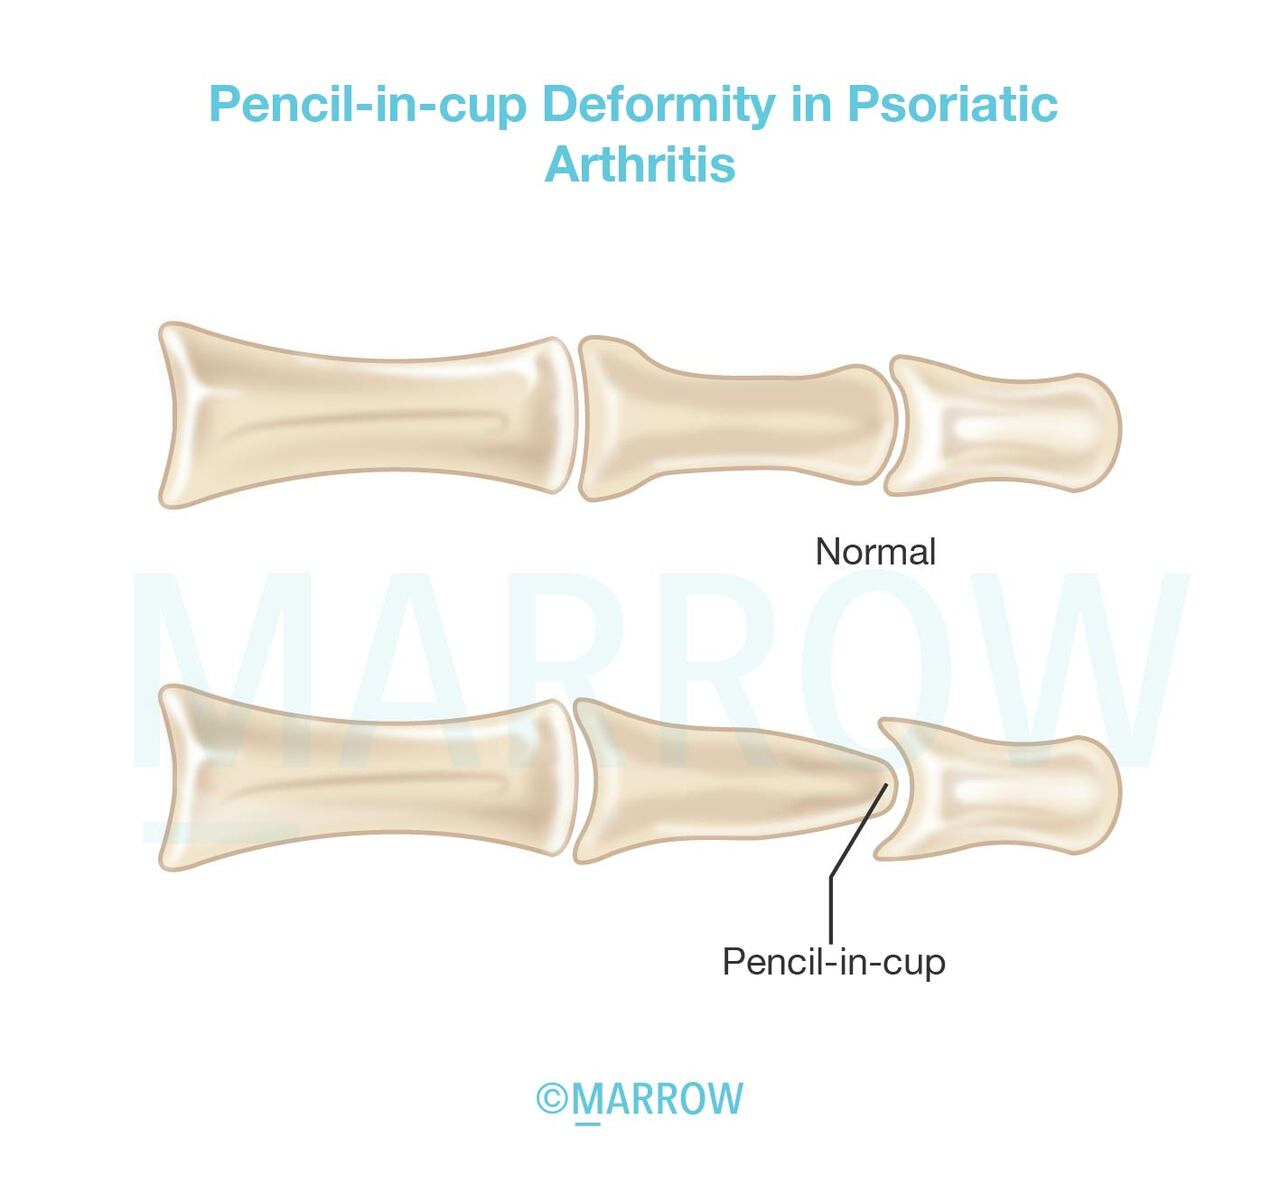 Pencil-in-cup Deformity in Psoriatic
Arthritis
Normal
MARROW
Pencil-in-cup
©MARROW